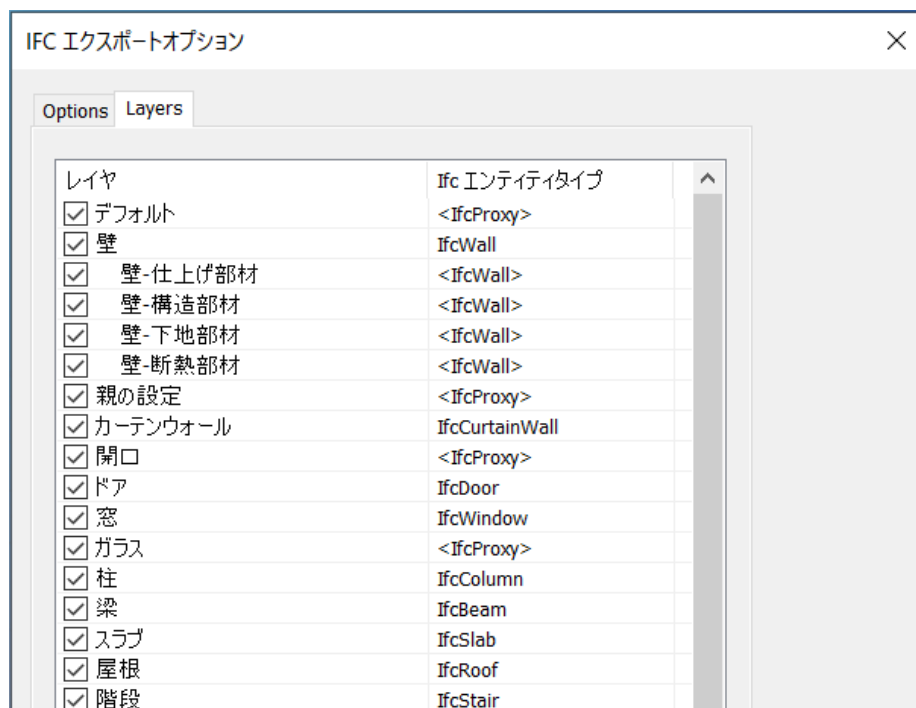 IFC エクスポートオプション
Options Layers
レイヤ Ifc エンティティタイプ
デフォルト <IfcProxy>
壁 IfcWall
壁-仕上げ部材 <IfcWall>
壁-構造部材 <IfcWall>
壁-下地部材 <IfcWall>
壁-断熱部材 <IfcWall>
親の設定 <IfcProxy>
カーテンウォール IfcCurtainWall
開口 <IfcProxy>
ドア IfcDoor
窓 IfcWindow
ガラス <IfcProxy>
柱 IfcColumn
梁 IfcBeam
スラブ IfcSlab
屋根 IfcRoof
階段 IfcStair